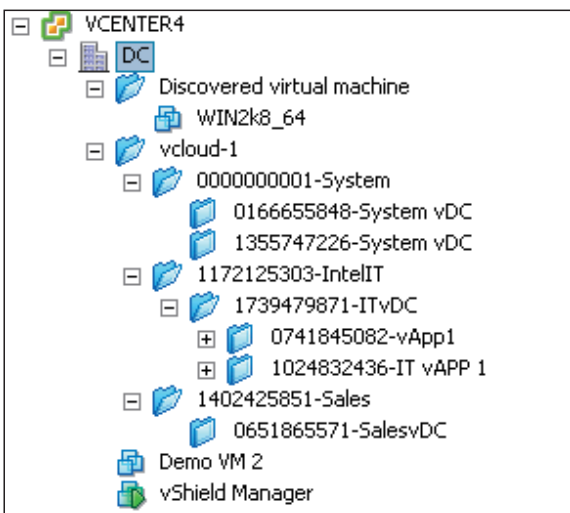 VCENTER4
DC
Discovered virtual machine
WIN2k8_64
vcloud-1
0000000001-System
0166655848-System vDC
1355747226-System vDC
1172125303-IntelIT
1739479871-ITvDC
0741845082-vApp1
1024832436-IT vAPP 1
1402425851-Sales
0651865571-SalesvDC
Demo VM 2
vShield Manager